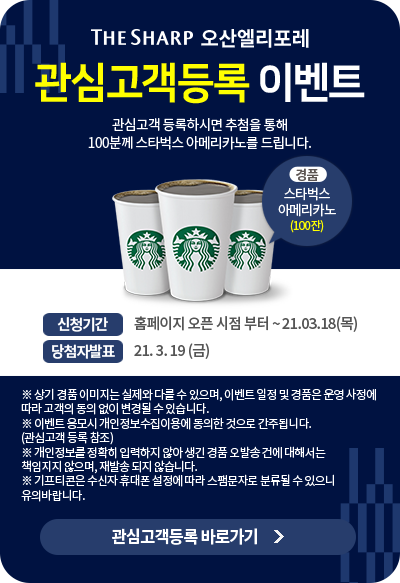 THE SHARP 오산엘리포레
관심고객등록 이벤트
관심고객 등록하시면 추첨을 통해
100분께 스타벅스 아메리카노를 드립니다.
경품
스타벅스
아메리카노
(100잔)
신청기간 홈페이지 오픈 시점 부터 ~ 21.03.18(목)
당첨자발표 21. 3. 19 (금)
※ 상기 경품 이미지는 실제와 다를 수 있으며, 이벤트 일정 및 경품은 운영 사정에
따라 고객의 동의 없이 변경될 수 있습니다.
※ 이벤트 응모시 개인정보수집이용에 동의한 것으로 간주됩니다.
(관심고객 등록 참조)
※ 개인정보를 정확히 입력하지 않아 생긴 경품 오발송 건에 대해서는
책임지지 않으며, 재발송 되지 않습니다.
※ 기프티콘은 수신자 휴대폰 설정에 따라 스팸문자로 분류될 수 있으니
유의바랍니다.
관심고객등록 바로가기 >